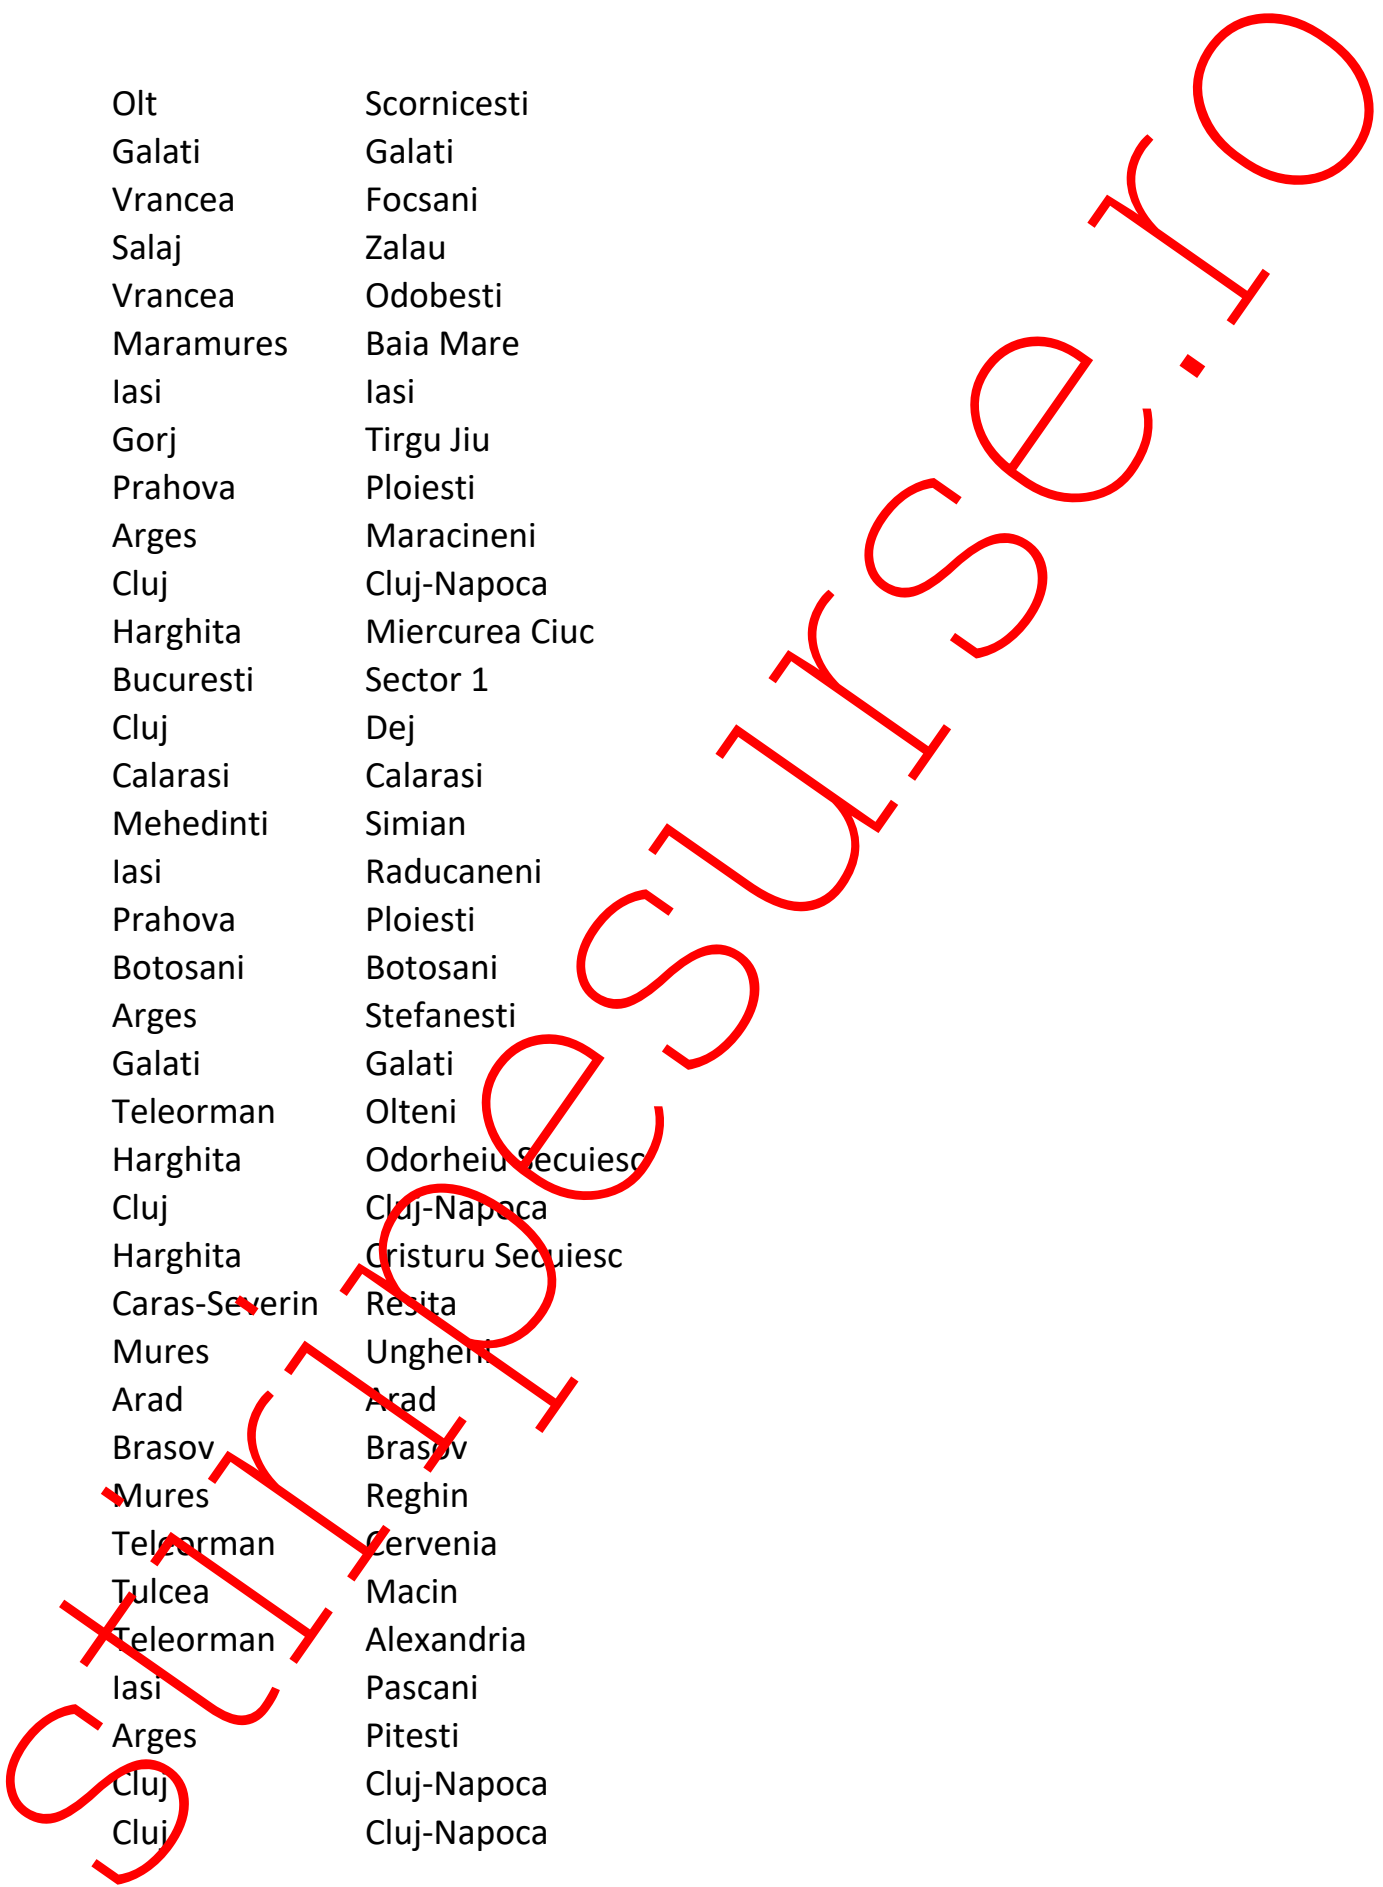 Olt Scornicesti
Galati Galati
Vrancea Focsani
Salaj Zalau
Vrancea Odobesti
Maramures Baia Mare
Iasi Iasi
Gorj Tirgu Jiu
Prahova Ploiesti
Arges Maracineni
Cluj Cluj-Napoca
Harghita Miercurea Ciuc
Bucuresti Sector 1
Cluj Dej
Calarasi Calarasi
Mehedinti Simian
Iasi Raducaneni
Prahova Ploiesti
Botosani Botosani
Arges Stefanesti
Galati Galati
Teleorman Olteni
Harghita Odorheiu Secuiesc
Cluj Cluj-Napoca
Harghita Cristuru Secuiesc
Caras-Severin Resita
Mures Ungheni
Arad Arad
Brasov Brasov
Mures Reghin
Teleorman Cervenia
Tulcea Macin
Teleorman Alexandria
Iasi Pascani
Arges Pitesti
Cluj Cluj-Napoca
Cluj Cluj-Napoca
stiripesurse.ro